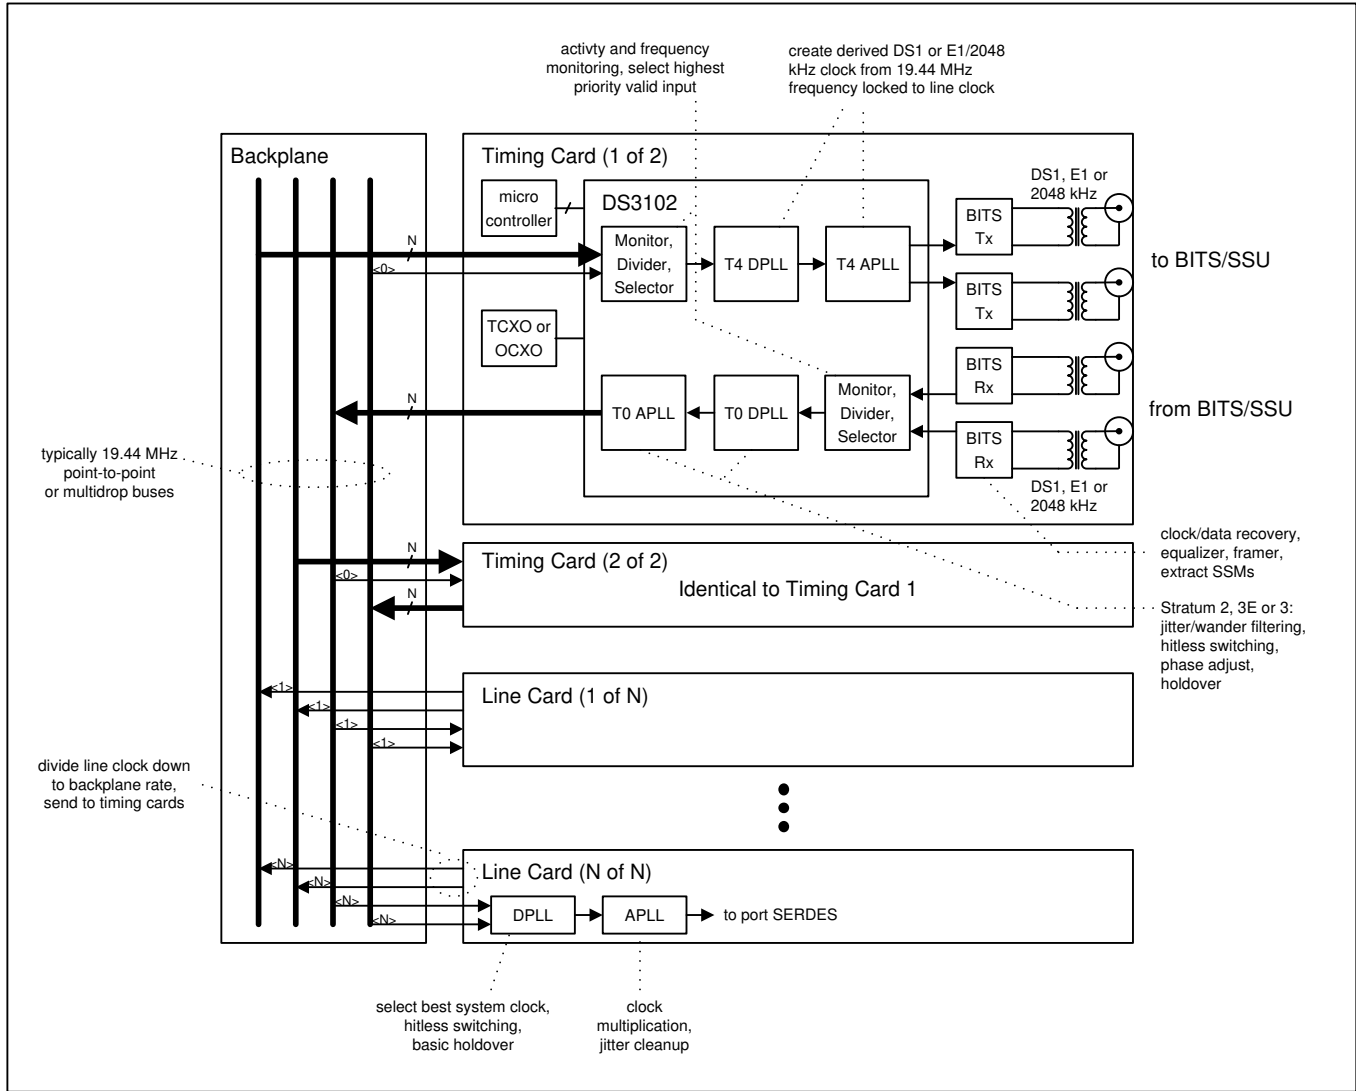 activty and frequency
monitoring, select highest
priority valid input
create derived DS1 or E1/2048
kHz clock from 19.44 MHz
frequency locked to line clock
Backplane
Timing Card (1 of 2)
micro
controller
DS3102
DS1, E1 or
2048 kHz
N
<0>
Monitor,
Divider,
Selector
T4 DPLL
T4 APLL
BITS
Tx
BITS
Tx
to BITS/SSU
TCXO or
OCXO
N
T0 APLL
T0 DPLL
Monitor,
Divider,
Selector
BITS
Rx
BITS
Rx
from BITS/SSU
DS1, E1 or
2048 kHz
typically 19.44 MHz
point-to-point
or multidrop buses
clock/data recovery,
equalizer, framer,
extract SSMs
N
<0>
N
Timing Card (2 of 2)
Identical to Timing Card 1
Stratum 2, 3E or 3:
jitter/wander filtering,
hitless switching,
phase adjust,
holdover
<1>
<1>
<1>
<1>
Line Card (1 of N)
divide line clock down
to backplane rate,
send to timing cards
<N>
<N>
<N>
<N>
Line Card (N of N)
DPLL
APLL
to port SERDES
select best system clock,
hitless switching,
basic holdover
clock
multiplication,
jitter cleanup